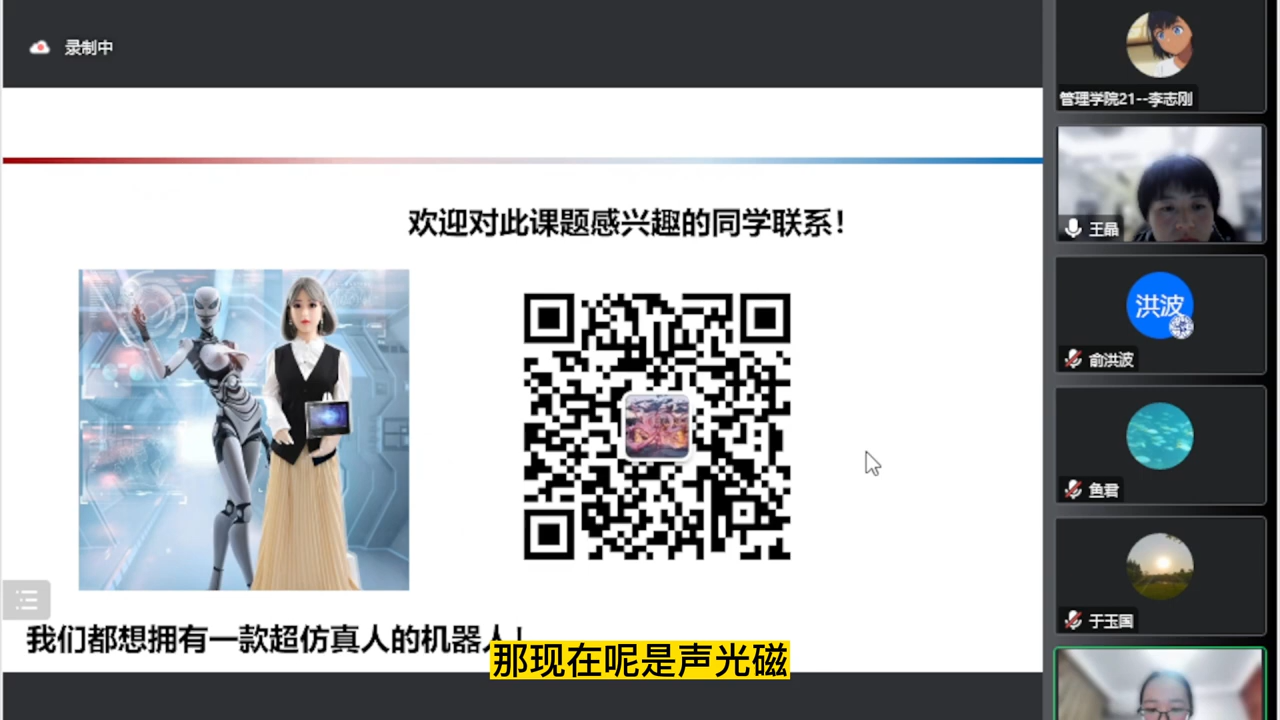 录制中
欢迎对此课题感兴趣的同学联系！
我们都想拥有一款超仿真人的机器人！
那现在呢是声光磁
管理学院21--李志刚
王晶
洪波
俞洪波
鱼君
于玉国